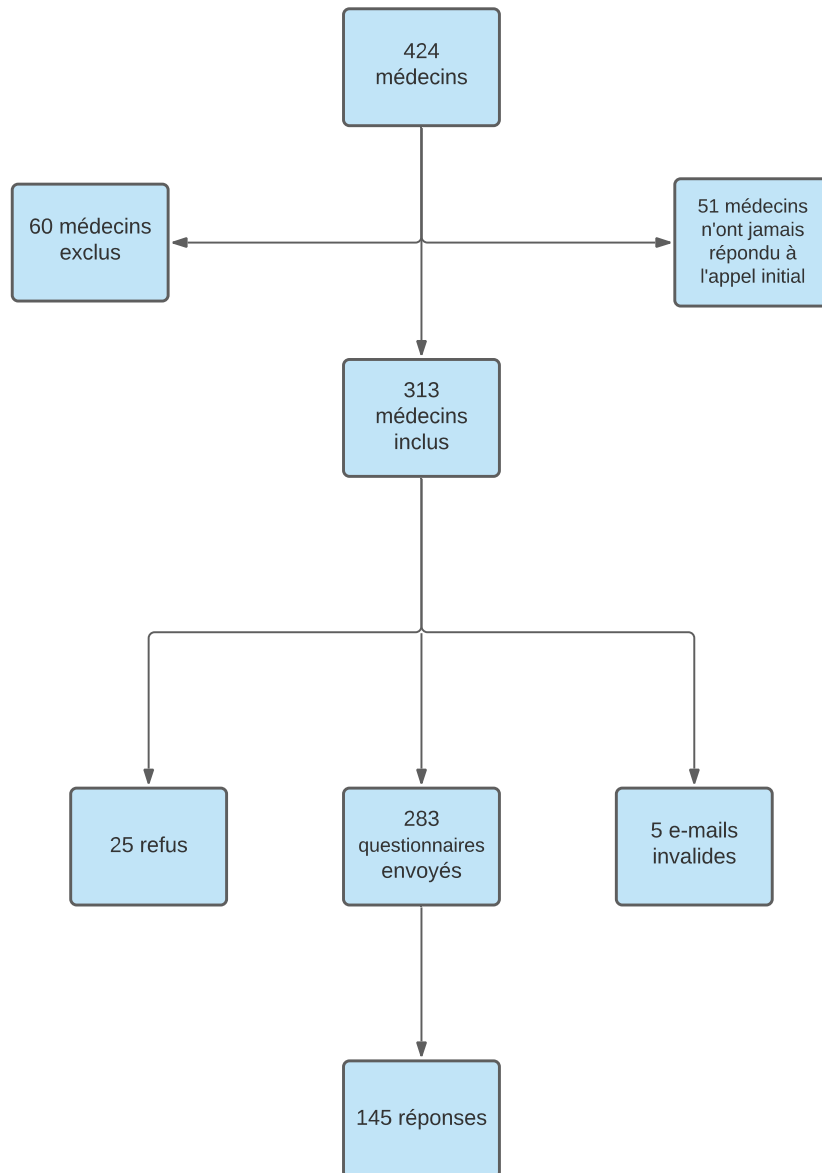 424
médecins
60 médecins
exclus
51 médecins
n'ont jamais
répondu à
l'appel initial
313
médecins
inclus
25 refus
283
questionnaires
envoyés
5 e-mails
invalides
145 réponses